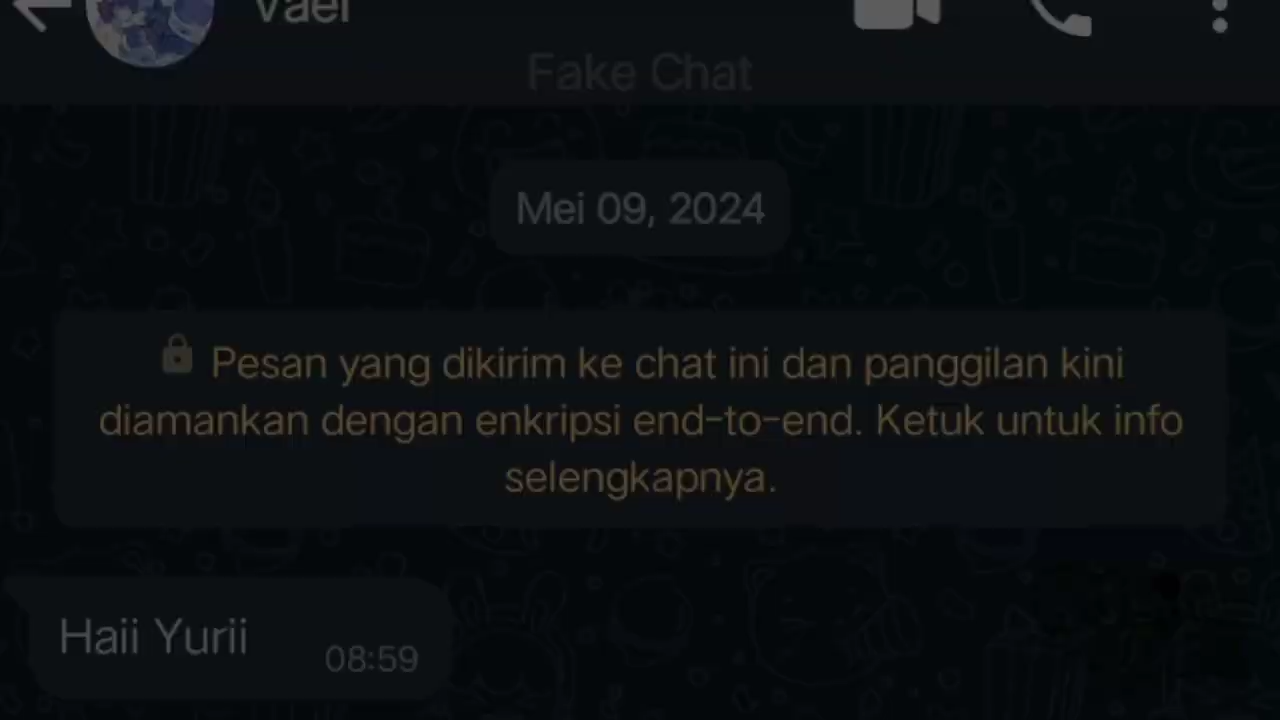 Vael
Fake Chat
Mei 09, 2024
Pesan yang dikirim ke chat ini dan panggilan kini
diamankan dengan enkripsi end-to-end. Ketuk untuk info
selengkapnya.
Haii Yurii
08:59